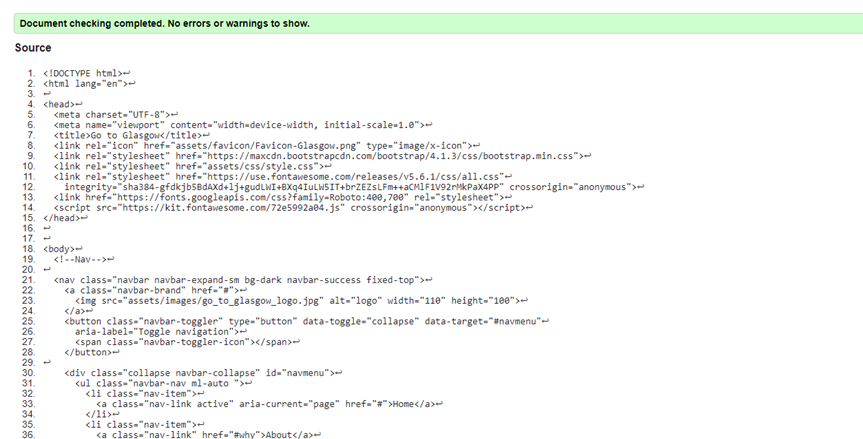 Document checking completed. No errors or warnings to show.
Source
1. <!DOCTYPE html>↩
2. <html lang="en">↩
3. ↩
4. <head>↩
5. <meta charset="UTF-8">↩
6. <meta name="viewport" content="width=device-width, initial-scale=1.0">↩
7. <title>Go to Glasgow</title>↩
8. <link rel="icon" href="assets/favicon/Favicon-Glasgow.png" type="image/x-icon">↩
9. <link rel="stylesheet" href="https://maxcdn.bootstrapcdn.com/bootstrap/4.1.3/css/bootstrap.min.css">↩
10. <link rel="stylesheet" href="assets/css/style.css">↩
11. <link rel="stylesheet" href="https://use.fontawesome.com/releases/v5.6.1/css/all.css"↩
12. integrity="sha384-gfdkjb5BdAXd+lj+gudLWI+BXq4IuLW5IT+brZEZsLFm++aCMlF1V92rMkPaX4PP" crossorigin="anonymous">↩
13. <link href="https://fonts.googleapis.com/css?family=Roboto:400,700" rel="stylesheet">↩
14. <script src="https://kit.fontawesome.com/72e5992a04.js" crossorigin="anonymous"></script>↩
15. </head>↩
16. ↩
17. ↩
18. <body>↩
19. <!--Nav-->↩
20. ↩
21. <nav class="navbar navbar-expand-sm bg-dark navbar-success fixed-top">↩
22. <a class="navbar-brand" href="#">↩
23. <img src="assets/images/go_to_glasgow_logo.jpg" alt="logo" width="110" height="100">↩
24. </a>↩
25. <button class="navbar-toggler" type="button" data-toggle="collapse" data-target="#navmenu"↩
26. aria-label="Toggle navigation">↩
27. <span class="navbar-toggler-icon"></span>↩
28. </button>↩
29. ↩
30. <div class="collapse navbar-collapse" id="navmenu">↩
31. <ul class="navbar-nav ml-auto ">↩
32. <li class="nav-item">↩
33. <a class="nav-link active" aria-current="page" href="#">Home</a>↩
34. </li>↩
35. <li class="nav-item">↩
36. <a class="nav-link" href="#why">About</a>↩